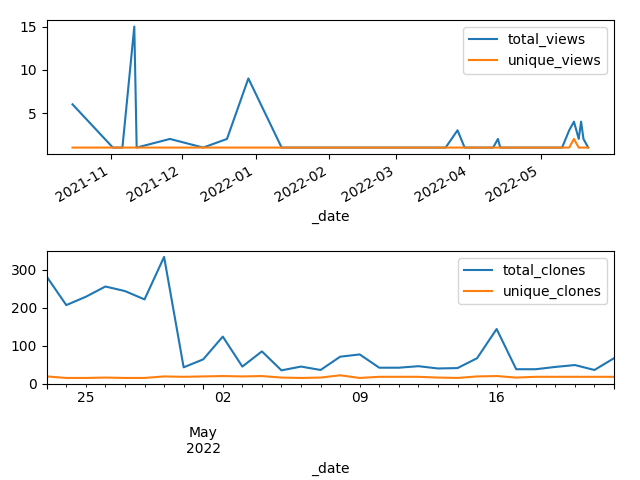 15
10
5
total_views
unique_views
2021-11
2021-12
2022-01
2022-02
2022-03
2022-04
2022-05
_date
300
200
100
0
total_clones
unique_clones
25
02
09
16
May
2022
_date